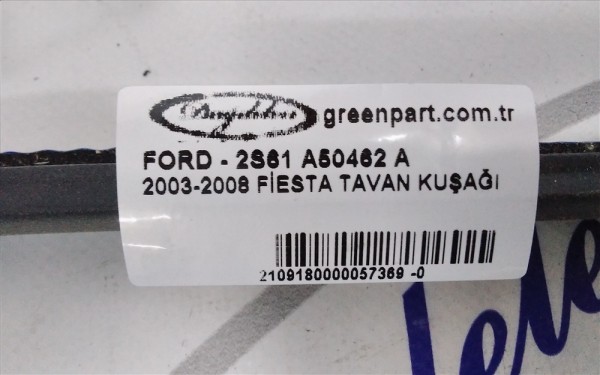 greenpart.com.tr
FORD - 2S61 A50462 A
2003-2008 FİESTA TAVAN KUŞAĞI
2109180000057369 -0